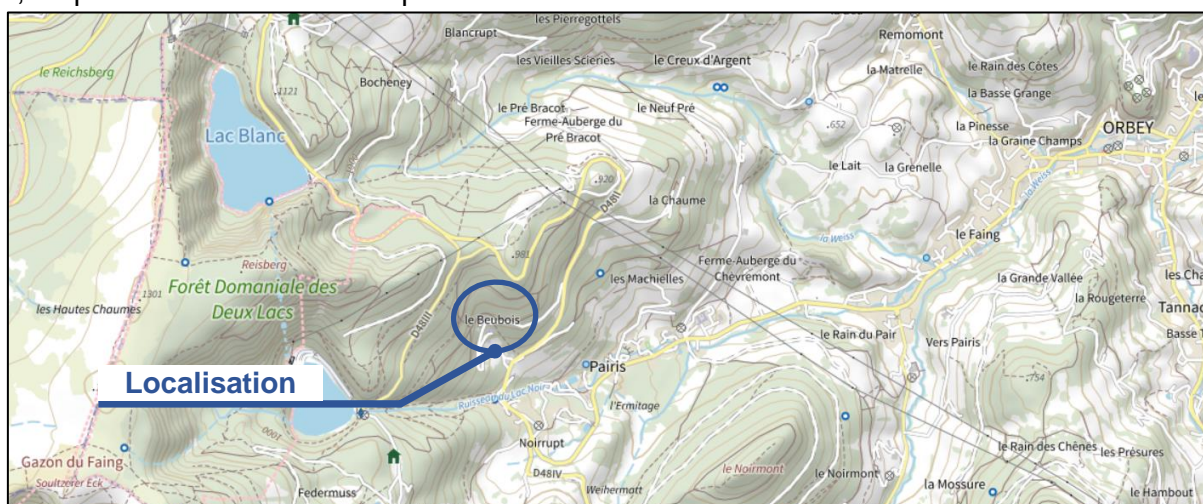 les Pierregottels
Blancrupt
Remomont
le Reichsberg
les Vieilles Scieries
le Creux d'Argent
le Rain des Côtes
la Matrelle
Bocheney
1121
la Basse Grange
le Pré Bracot
le Neuf Pré
Ferme-Auberge du
Pré Bracot
652
la Pinesse
ORBEY
Lac Blanc
la Graine Champs
le Lait
la Grenelle
la Weiss
920
D48II
la Chaume
la Weiss
le Faing
981
Reisberg
Ferme-Auberge du
Chèvremont
les Machielles
la Grande Vallée
Forêt Domaniale des
Deux Lacs
1301
les Hautes Chaumes
la Rougeterre
D48III
le Beubois
le Rain du Pair
Vers Pairis
Pairis
Localisation
754
Ruisseau du Lac Noir
l'Ermitage
1000
Noirrupt
le Rain des Chênes
les Présures
Gazon du Faing
Soultzerer Eck
D48IV
le Noirmont
le Noirmont
la Mossure
Federmuss
Weihermatt
le Hambout